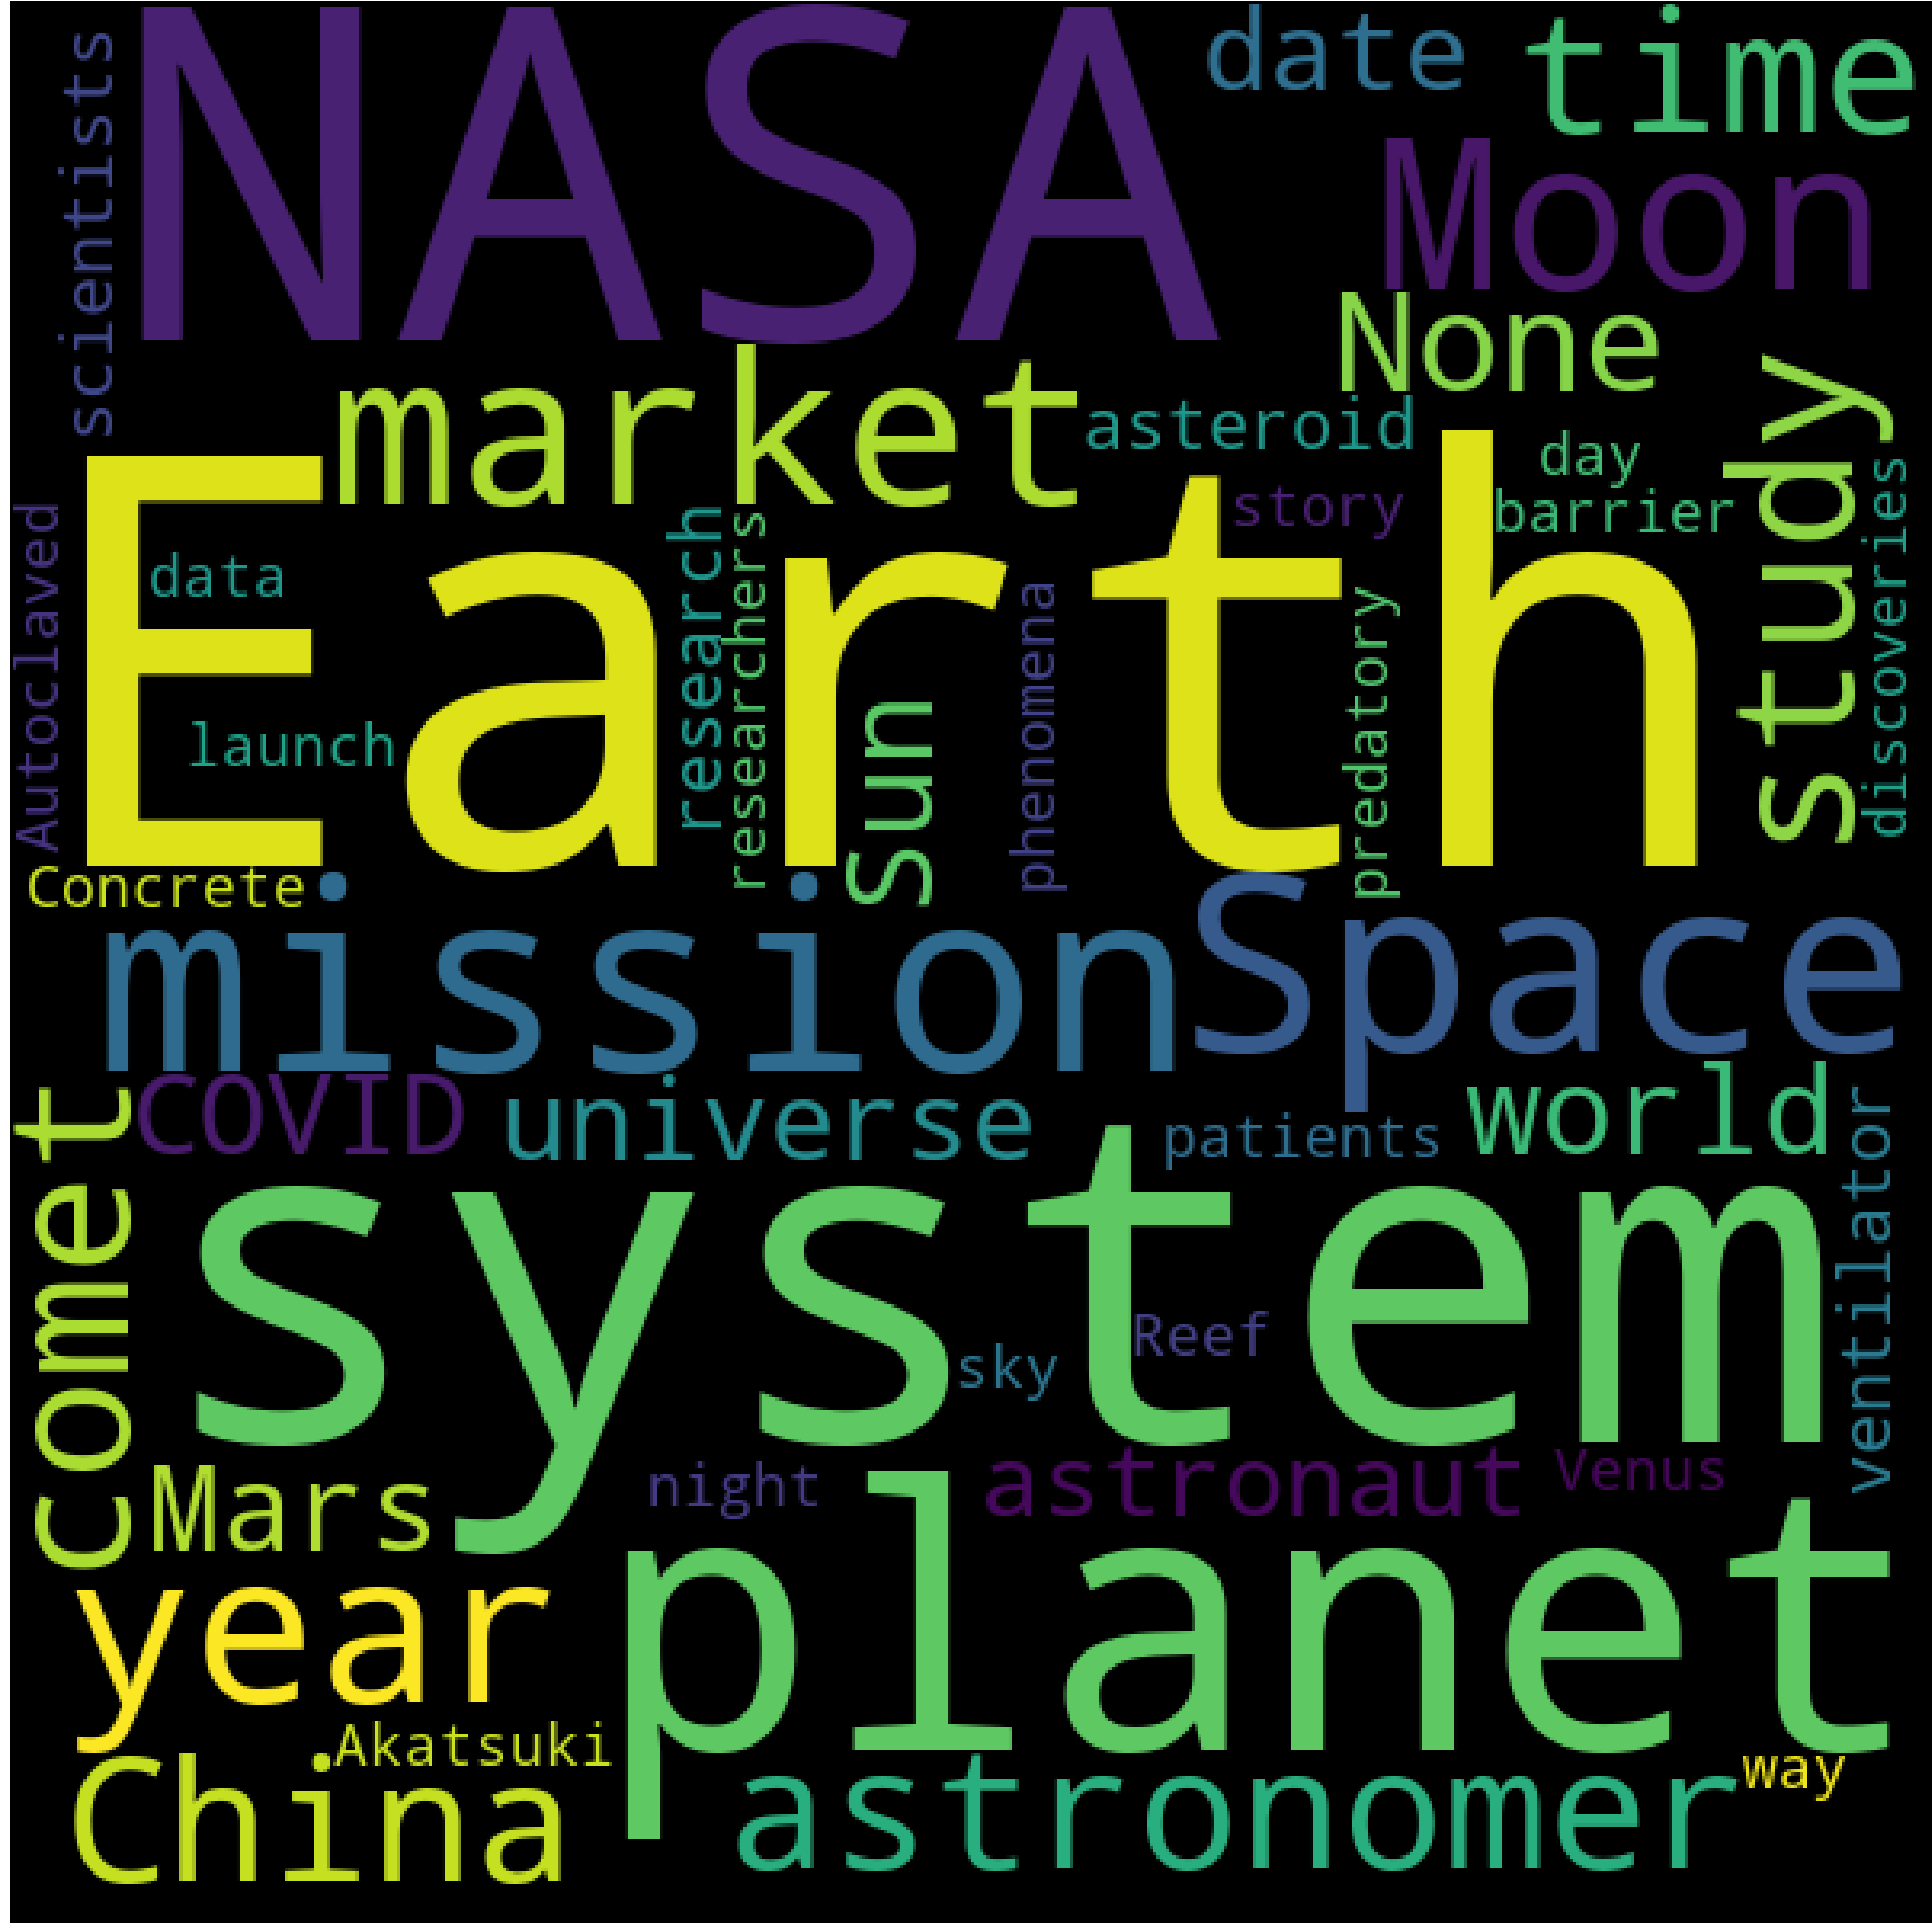 scientists
NASA
date
time
Moon
None
market
asteroid
study
day
story
barrier
discoveries
Autoclaved
Earth
data
research
researchers
phenomena
predatory
launch
Sun
Concrete
mission
Space
COVID
universe
patients
world
ventilator
comet
system
Reef
sky
Mars
night
astronaut
Venus
year
planet
Akatsuki
China
astronomer
way